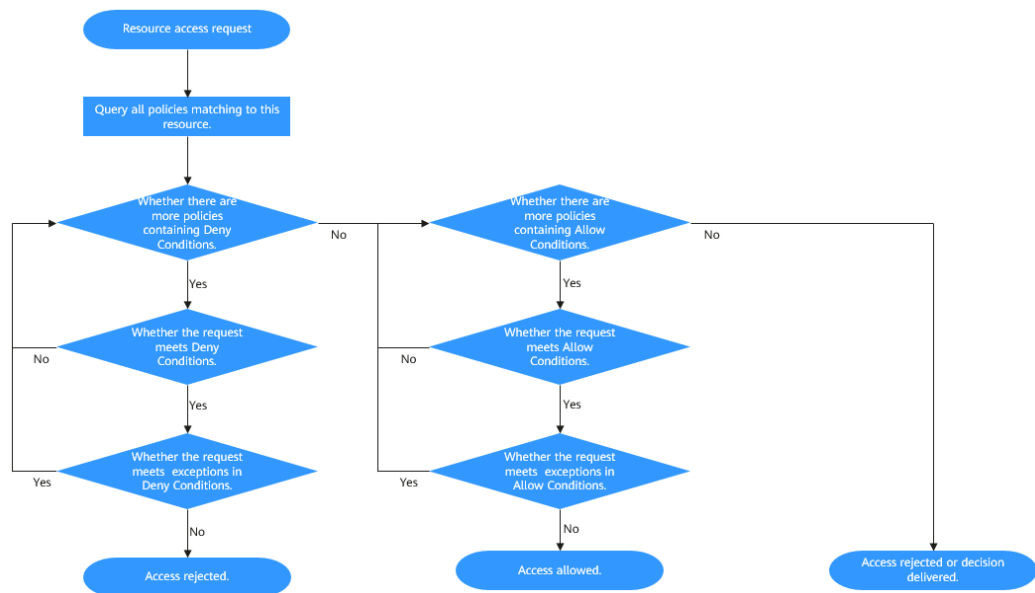 Resource access request
Query all policies matching to this
resource.
Whether there are
more policies
containing Deny
Conditions.
No
Yes
Whether the request
meets Deny
Conditions.
No
Yes
Whether the request
meets  exceptions in
Deny Conditions.
Yes
No
Access rejected.
Whether there are
more policies
containing Allow
Conditions.
No
Yes
Whether the request
meets Allow
Conditions.
No
Yes
Whether the request
meets  exceptions in
Allow Conditions.
Yes
No
Access allowed.
Access rejected or decision
delivered.